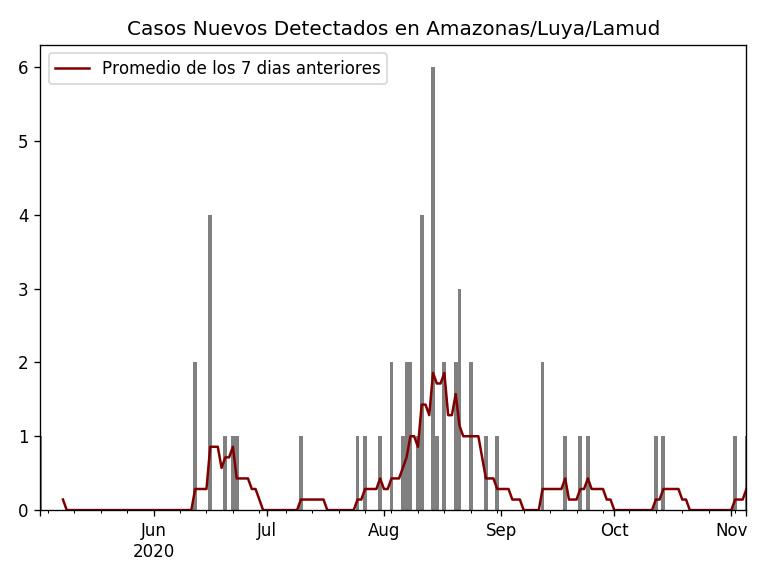 Casos Nuevos Detectados en Amazonas/Luya/Lamud
Promedio de los 7 dias anteriores
6
5
4
3
2
1
0
Jun Jul Aug Sep Oct Nov
2020